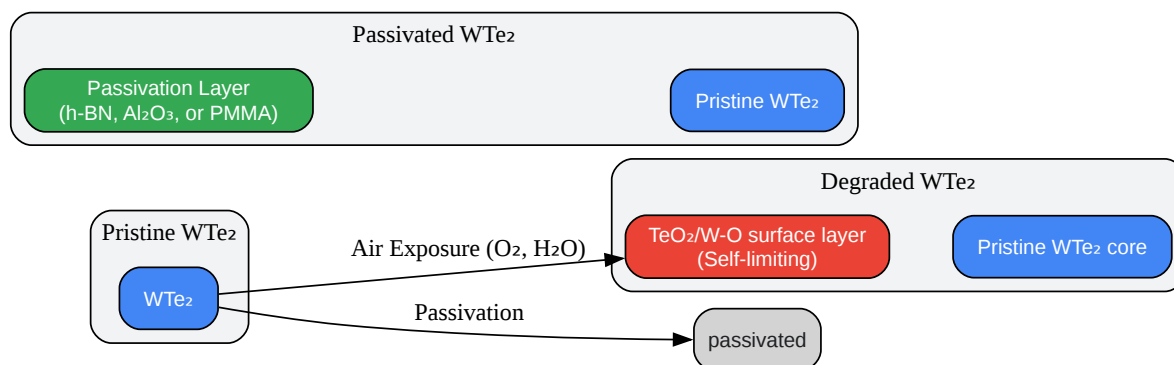 Passivated WTe₂
Passivation Layer
(h-BN, Al₂O₃, or PMMA)
Pristine WTe₂
Degraded WTe₂
TeO₂/W-O surface layer
(Self-limiting)
Pristine WTe₂ core
Pristine WTe₂
WTe₂
Air Exposure (O₂, H₂O)
Passivation
passivated